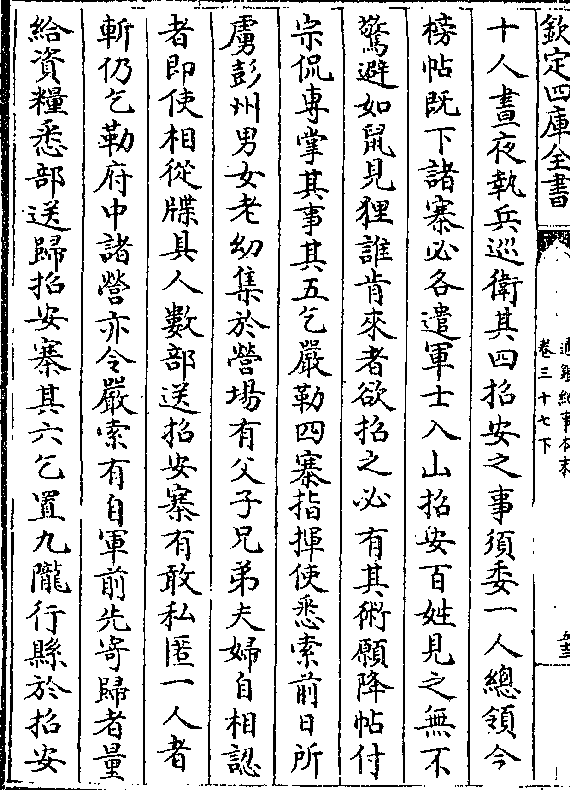 欽定四庫全書
通鑑紀事本末
卷三十七下
十人晝夜執兵巡衛其四招安之事須委一人總領今
榜帖既下諸寨必各遣軍士入山招安百姓見之無不
驚避如鼠見狸誰肯來者欲招之必有其術願降帖付
宗侃專掌其事其五乞嚴勒四寨指揮使悉索前日所
虜彭州男女老幼集於營場有父子兄弟夫婦自相認
者即使相從牒具人數部送招安寨有敢私匿一人者
斬仍乞勒府中諸營亦令嚴索有自軍前先寄歸者量
給資糧悉部送歸招安寨其六乞置九隴行縣於招安